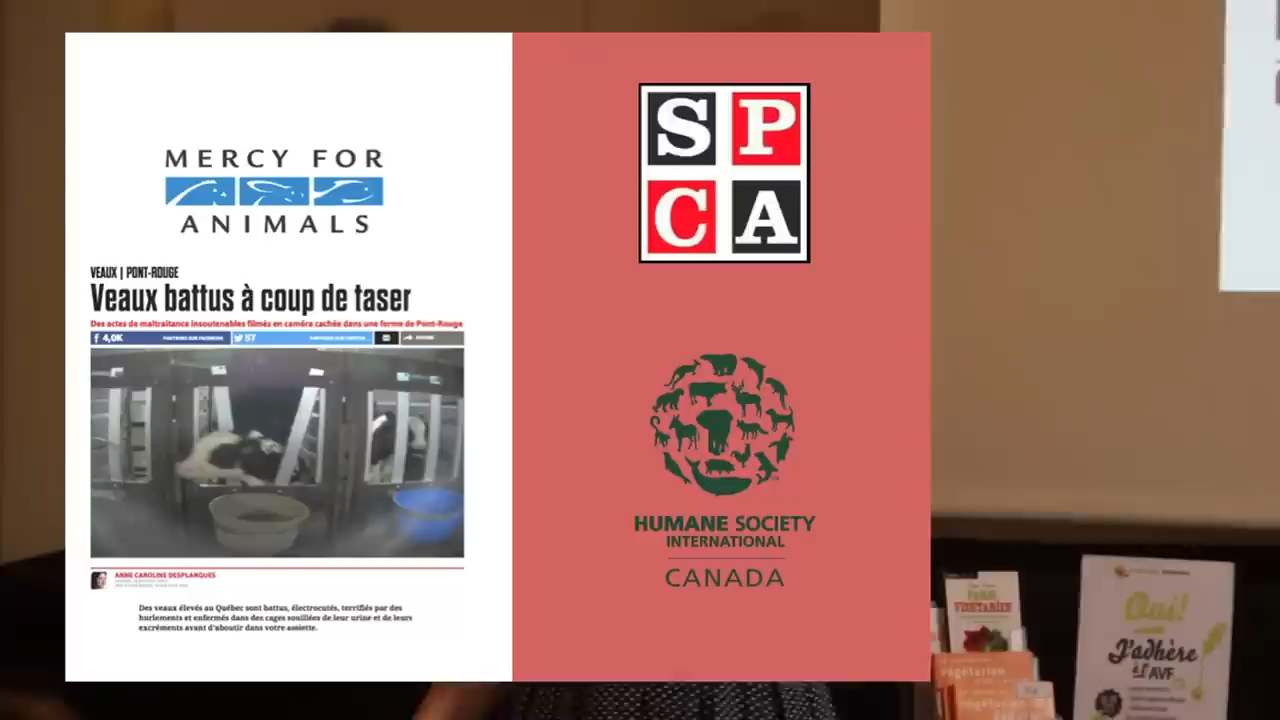 MERCY FOR
ANIMALS
VEAUX | PONT-ROUGE
Veaux battus à coup de taser
Des actes de maltraitance insoutenables filmés en caméra cachée dans une ferme de Pont-Rouge
4,0K
57
ANNE CAROLINE DESPLANQUES
Des veaux élevés au Québec sont battus, électrocutés, terrifiés par des
hurlements et enfermés dans des cages souillées de leur urine et de leurs
excréments avant d'aboutir dans votre assiette.
S P
C A
HUMANE SOCIETY
INTERNATIONAL
CANADA
VEGETARIEN
végétarien
Oui!
J'adhère
à l'AVF